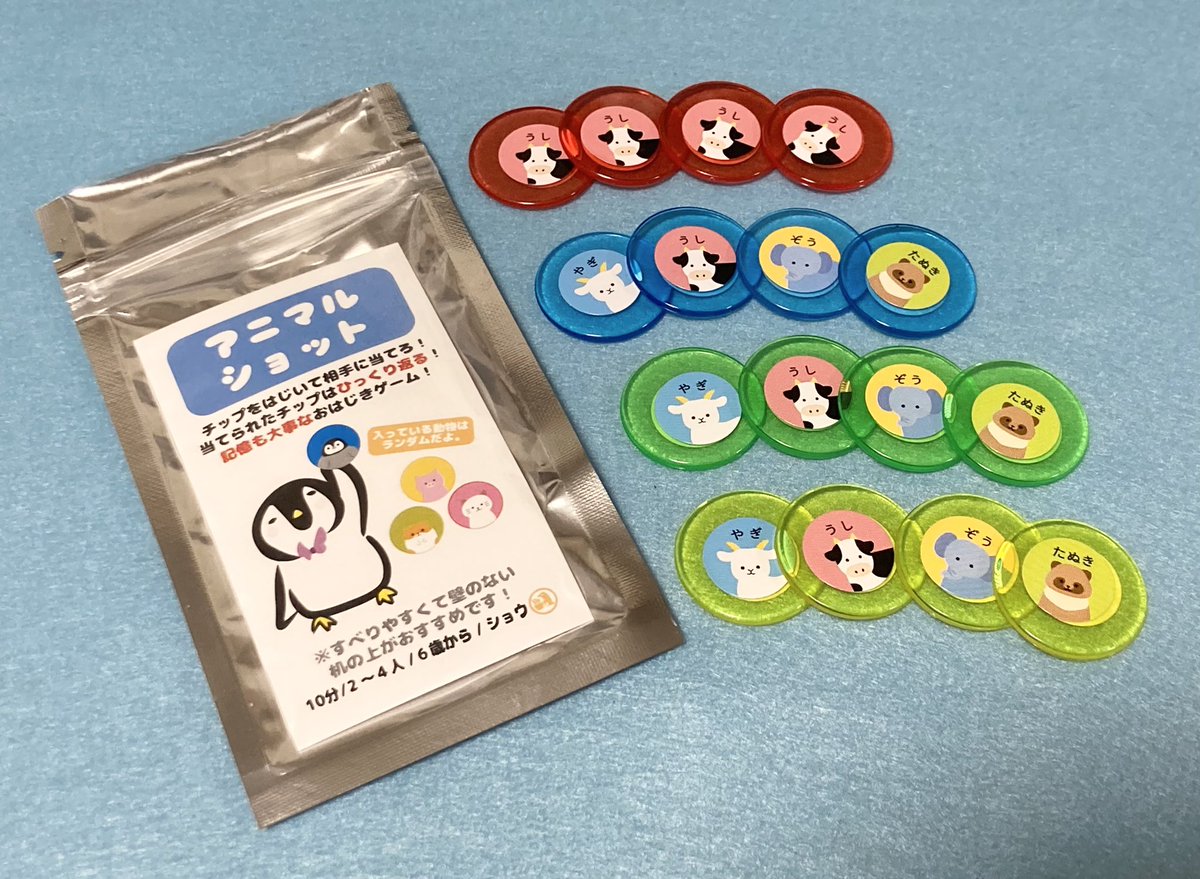 アニマル
ショット
チップをはじいて相手に当てろ！
当てられたチップはひっくり返る！
記憶も大事なおはじきゲーム！
入っている動物は
ランダムだよ。
※すべりやすくて壁のない
机の上がおすすめです！
10分/2～4人/6歳から/ショウ
うし
うし
うし
うし
やぎ
うし
ぞう
たぬき
やぎ
うし
ぞう
たぬき
やぎ
うし
ぞう
たぬき